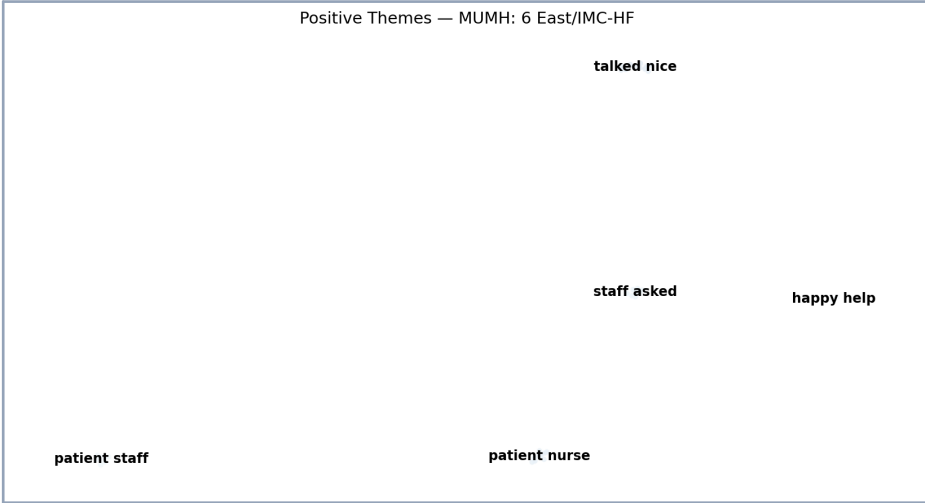 Positive Themes — MUMH: 6 East/IMC-HF
talked nice
staff asked
happy help
patient staff
patient nurse